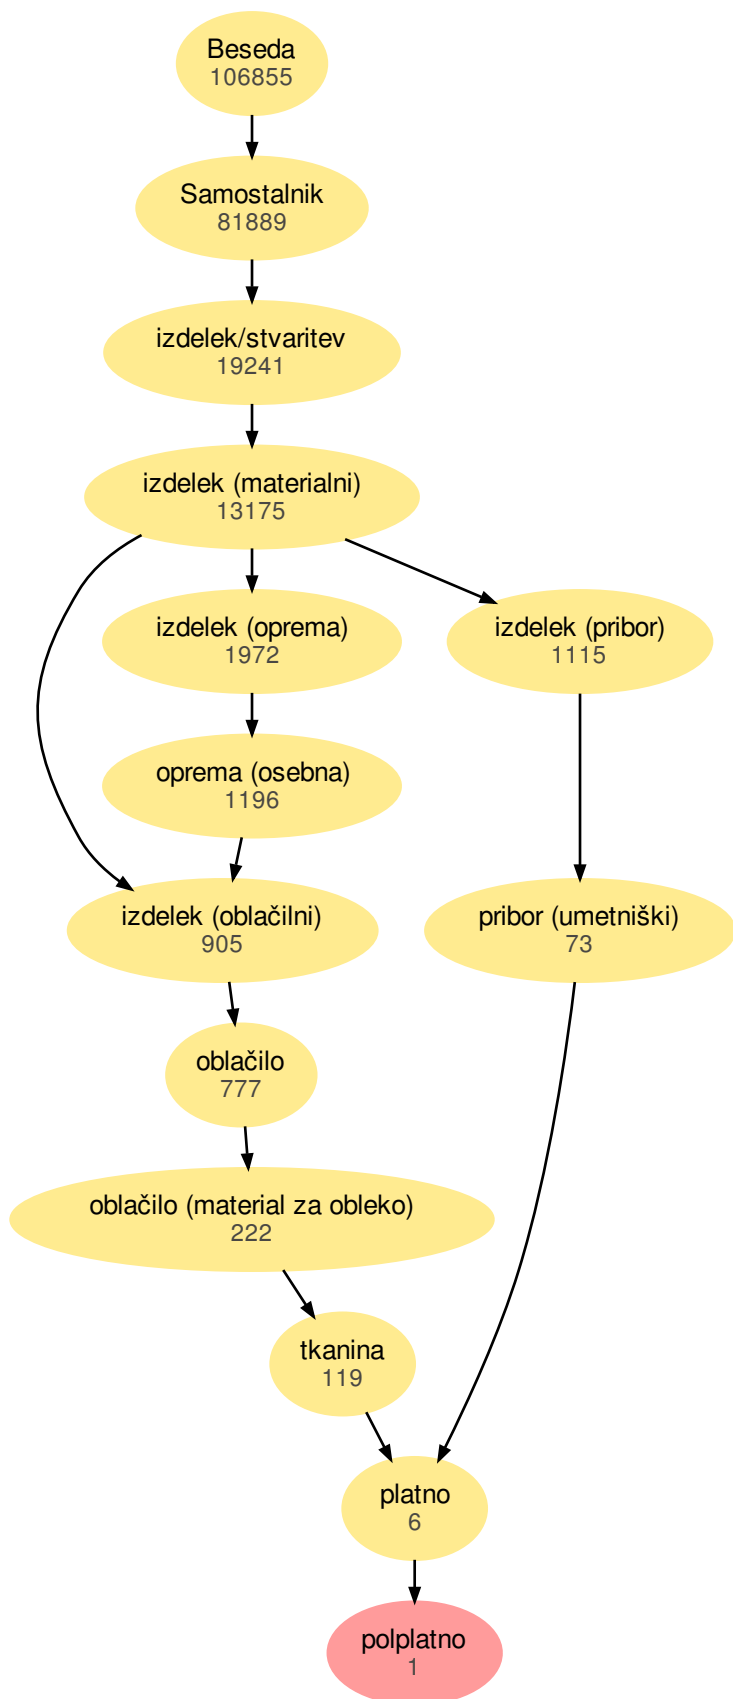 Beseda
106855
Samostalnik
81889
izdelek/stvaritev
19241
izdelek (materialni)
13175
izdelek (oprema)
1972
izdelek (pribor)
1115
oprema (osebna)
1196
izdelek (oblačilni)
905
pribor (umetniški)
73
oblačilo
777
oblačilo (material za obleko)
222
tkanina
119
platno
6
polplatno
1